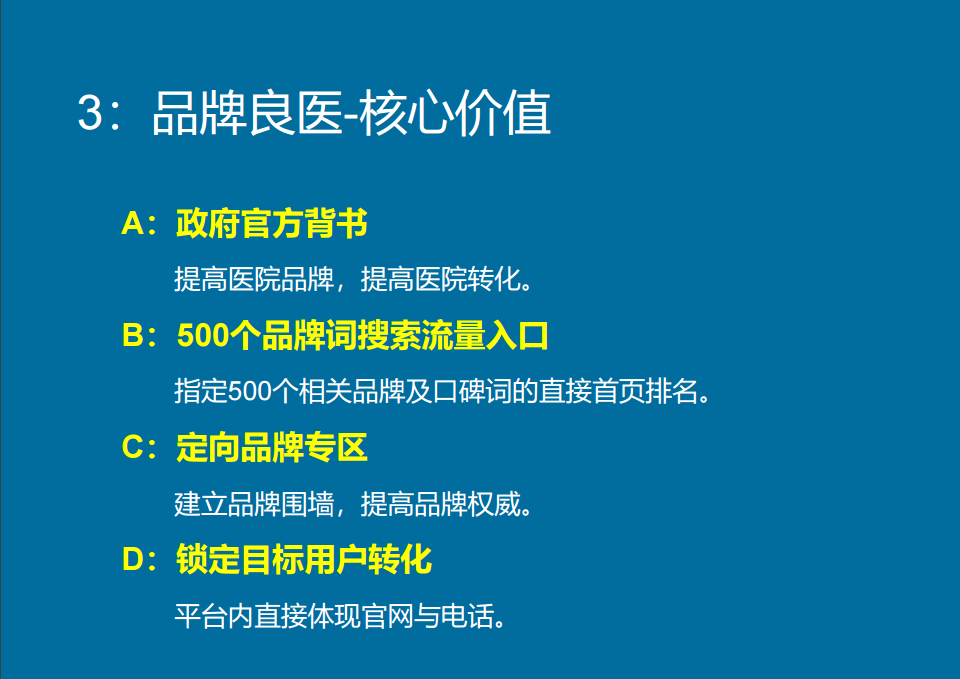 3：品牌良医-核心价值
A：政府官方背书
提高医院品牌，提高医院转化。
B：500个品牌词搜索流量入口
指定500个相关品牌及口碑词的直接首页排名。
C：定向品牌专区
建立品牌围墙，提高品牌权威。
D：锁定目标用户转化
平台内直接体现官网与电话。